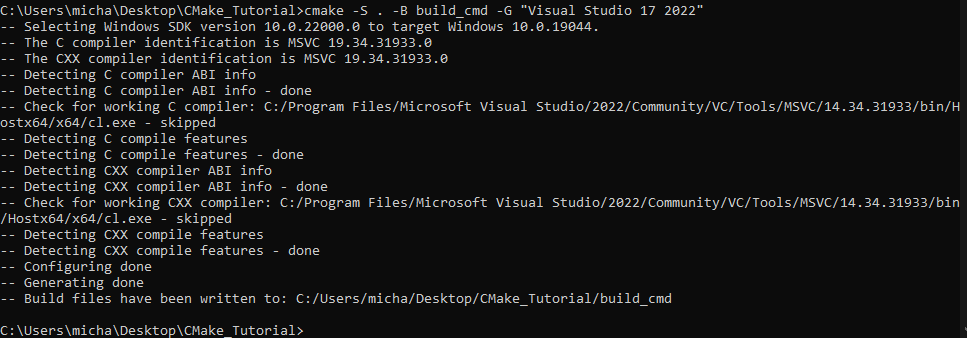 C:\Users\micha\Desktop\CMake_Tutorial>cmake -S . -B build_cmd -G "Visual Studio 17 2022"
-- Selecting Windows SDK version 10.0.22000.0 to target Windows 10.0.19044.
-- The C compiler identification is MSVC 19.34.31933.0
-- The CXX compiler identification is MSVC 19.34.31933.0
-- Detecting C compiler ABI info
-- Detecting C compiler ABI info - done
-- Check for working C compiler: C:/Program Files/Microsoft Visual Studio/2022/Community/VC/Tools/MSVC/14.34.31933/bin/H
ostx64/x64/cl.exe - skipped
-- Detecting C compile features
-- Detecting C compile features - done
-- Detecting CXX compiler ABI info
-- Detecting CXX compiler ABI info - done
-- Check for working CXX compiler: C:/Program Files/Microsoft Visual Studio/2022/Community/VC/Tools/MSVC/14.34.31933/bin
/Hostx64/x64/cl.exe - skipped
-- Detecting CXX compile features
-- Detecting CXX compile features - done
-- Configuring done
-- Generating done
-- Build files have been written to: C:/Users/micha/Desktop/CMake_Tutorial/build_cmd
C:\Users\micha\Desktop\CMake_Tutorial>